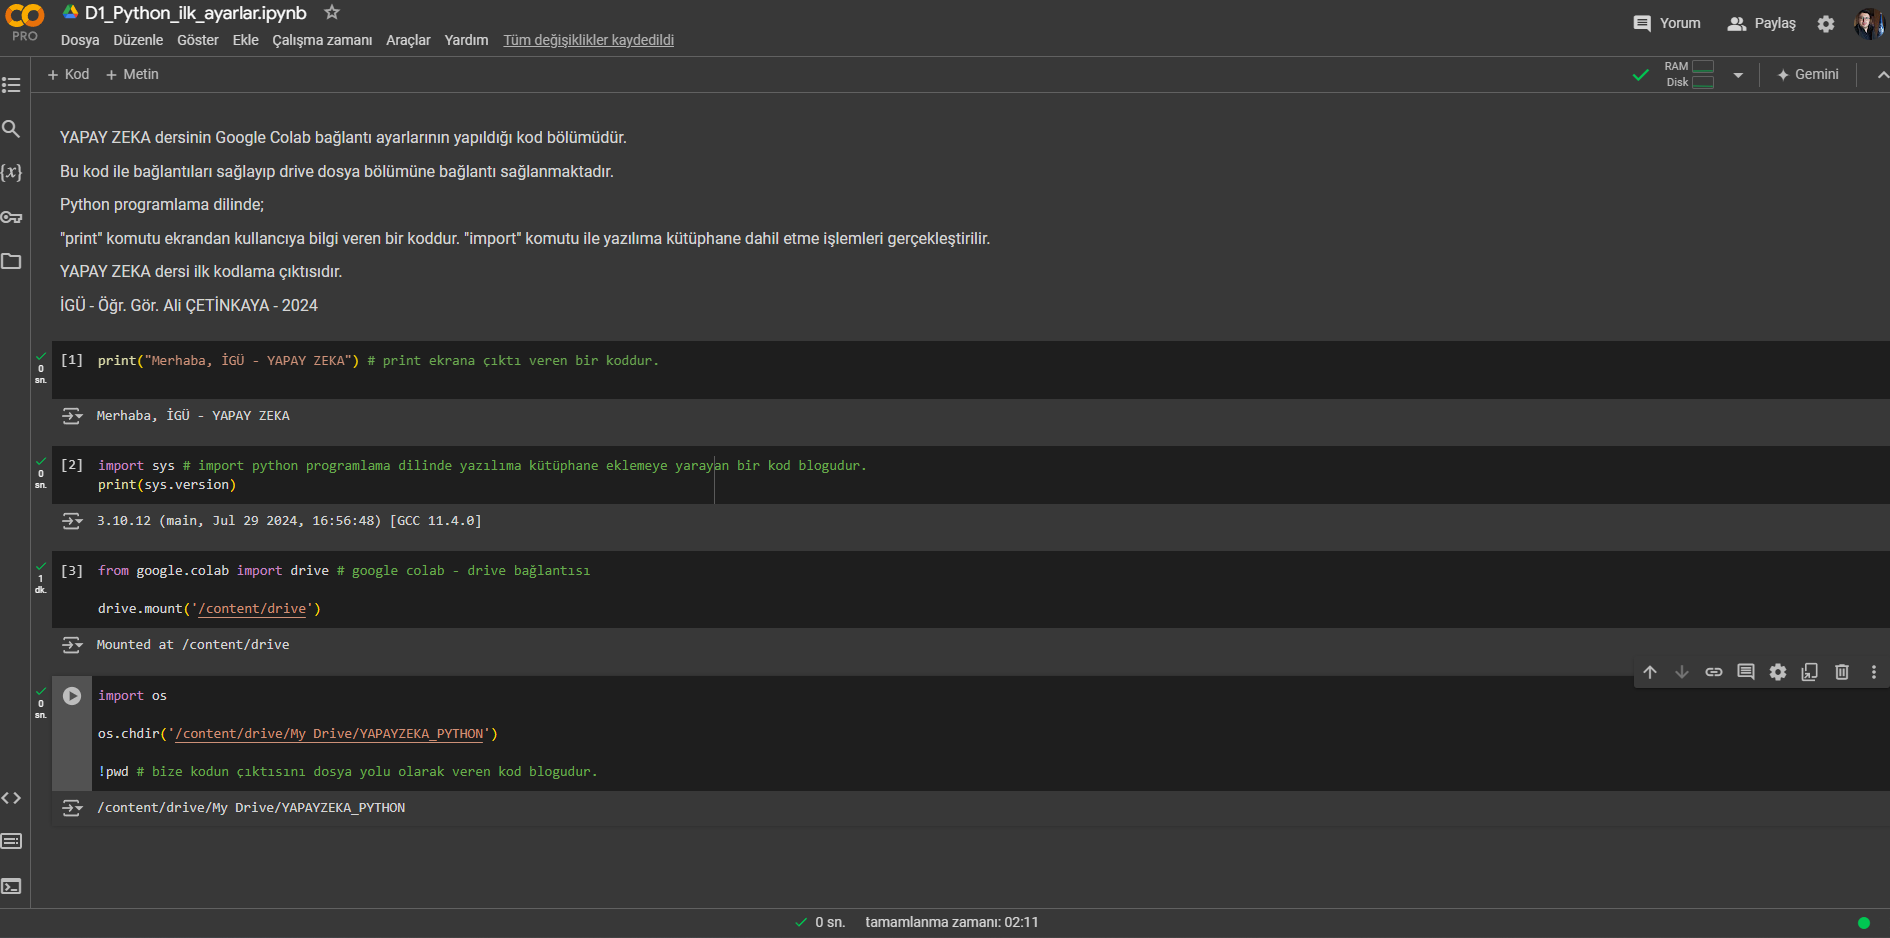 CO
PRO
D1_Python_ilk_ayarlar.ipynb
Dosya Düzenle Göster Ekle Çalışma zamanı Araçlar Yardım Tüm değişiklikler kaydedildi
Yorum Paylaş
+ Kod + Metin
RAM
Disk
Gemini
YAPAY ZEKA dersinin Google Colab bağlantı ayarlarının yapıldığı kod bölümüdür.
Bu kod ile bağlantıları sağlayıp drive dosya bölümüne bağlantı sağlanmaktadır.
Python programlama dilinde;
"print" komutu ekrandan kullancıya bilgi veren bir koddur. "import" komutu ile yazılıma kütüphane dahil etme işlemleri gerçekleştirilir.
YAPAY ZEKA dersi ilk kodlama çıktısıdır.
İGÜ - Öğr. Gör. Ali ÇETİNKAYA - 2024
0 sn.
[1] print("Merhaba, İGÜ - YAPAY ZEKA") # print ekrana çıktı veren bir koddur.
Merhaba, İGÜ - YAPAY ZEKA
0 sn.
[2] import sys # import python programlama dilinde yazılıma kütüphane eklemeye yarayan bir kod blogudur.
print(sys.version)
3.10.12 (main, Jul 29 2024, 16:56:48) [GCC 11.4.0]
1 dk.
[3] from google.colab import drive # google colab - drive bağlantısı
drive.mount('/content/drive')
Mounted at /content/drive
0 sn.
import os
os.chdir('/content/drive/My Drive/YAPAYZEKA_PYTHON')
!pwd # bize kodun çıktısını dosya yolu olarak veren kod blogudur.
/content/drive/My Drive/YAPAYZEKA_PYTHON
0 sn. tamamlanma zamanı: 02:11